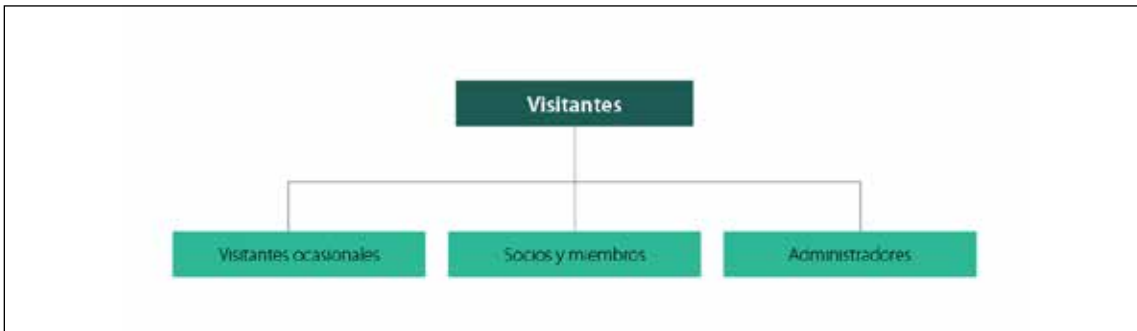 Visitantes
Visitantes ocasionales
Socios y miembros
Administradores